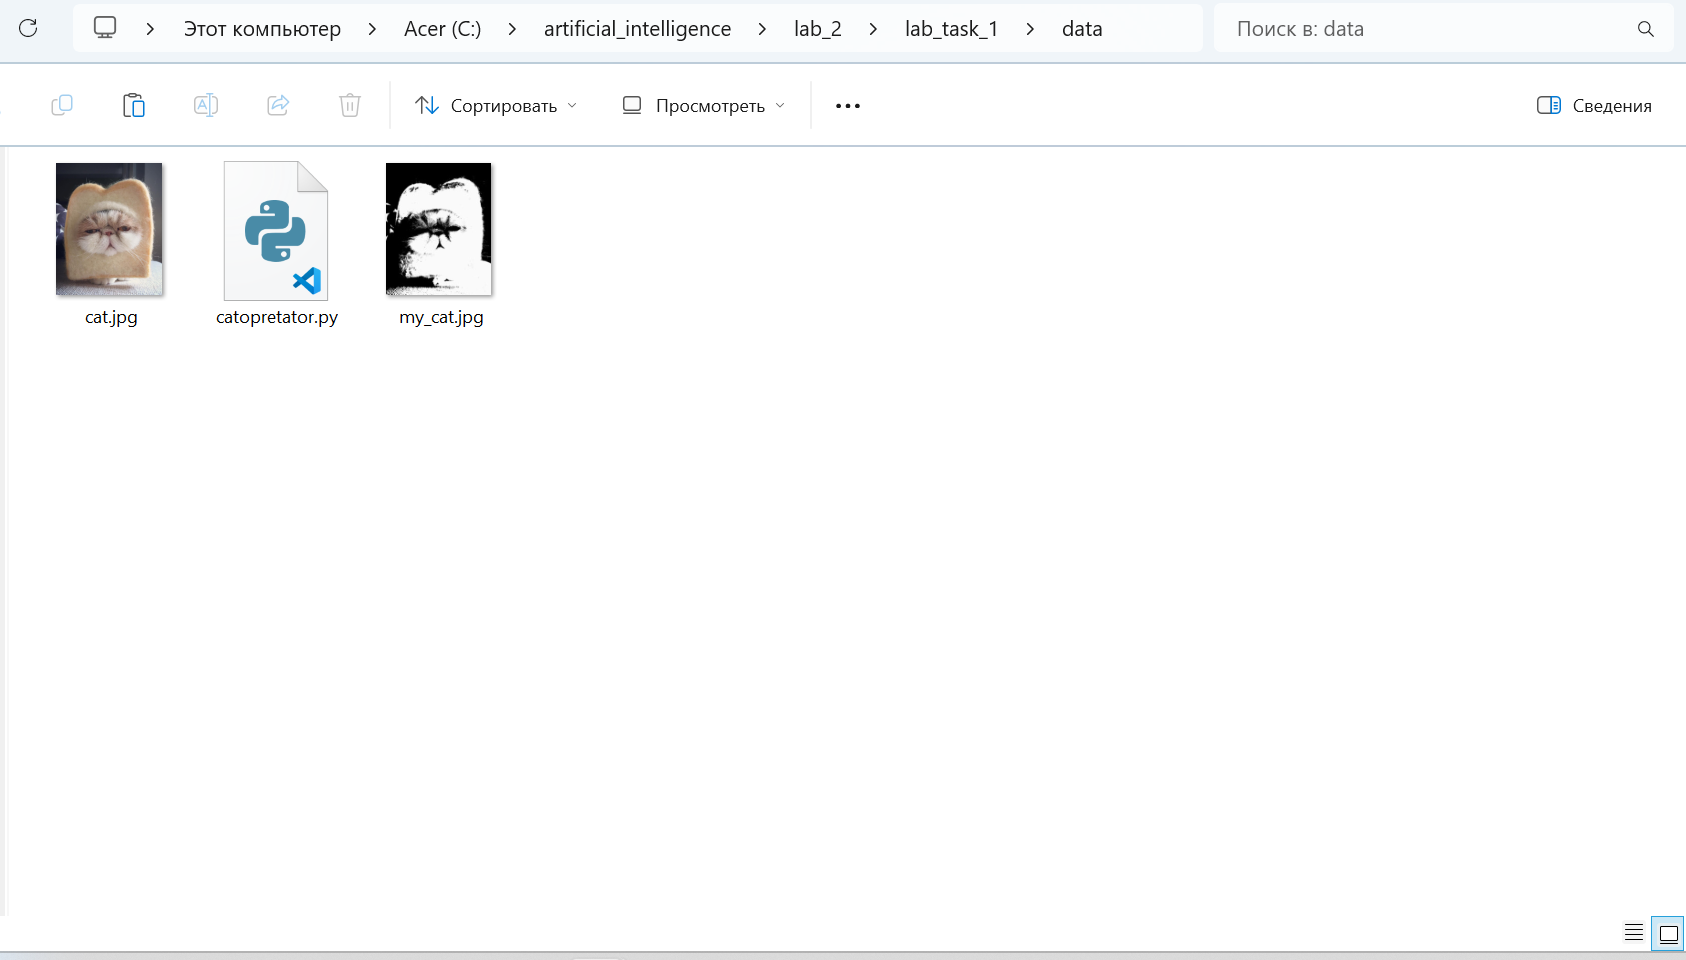 Этот компьютер > Acer (C:) > artificial_intelligence > lab_2 > lab_task_1 > data
Поиск в: data
Сортировать
Просмотреть
Сведения
cat.jpg
catopretator.py
my_cat.jpg